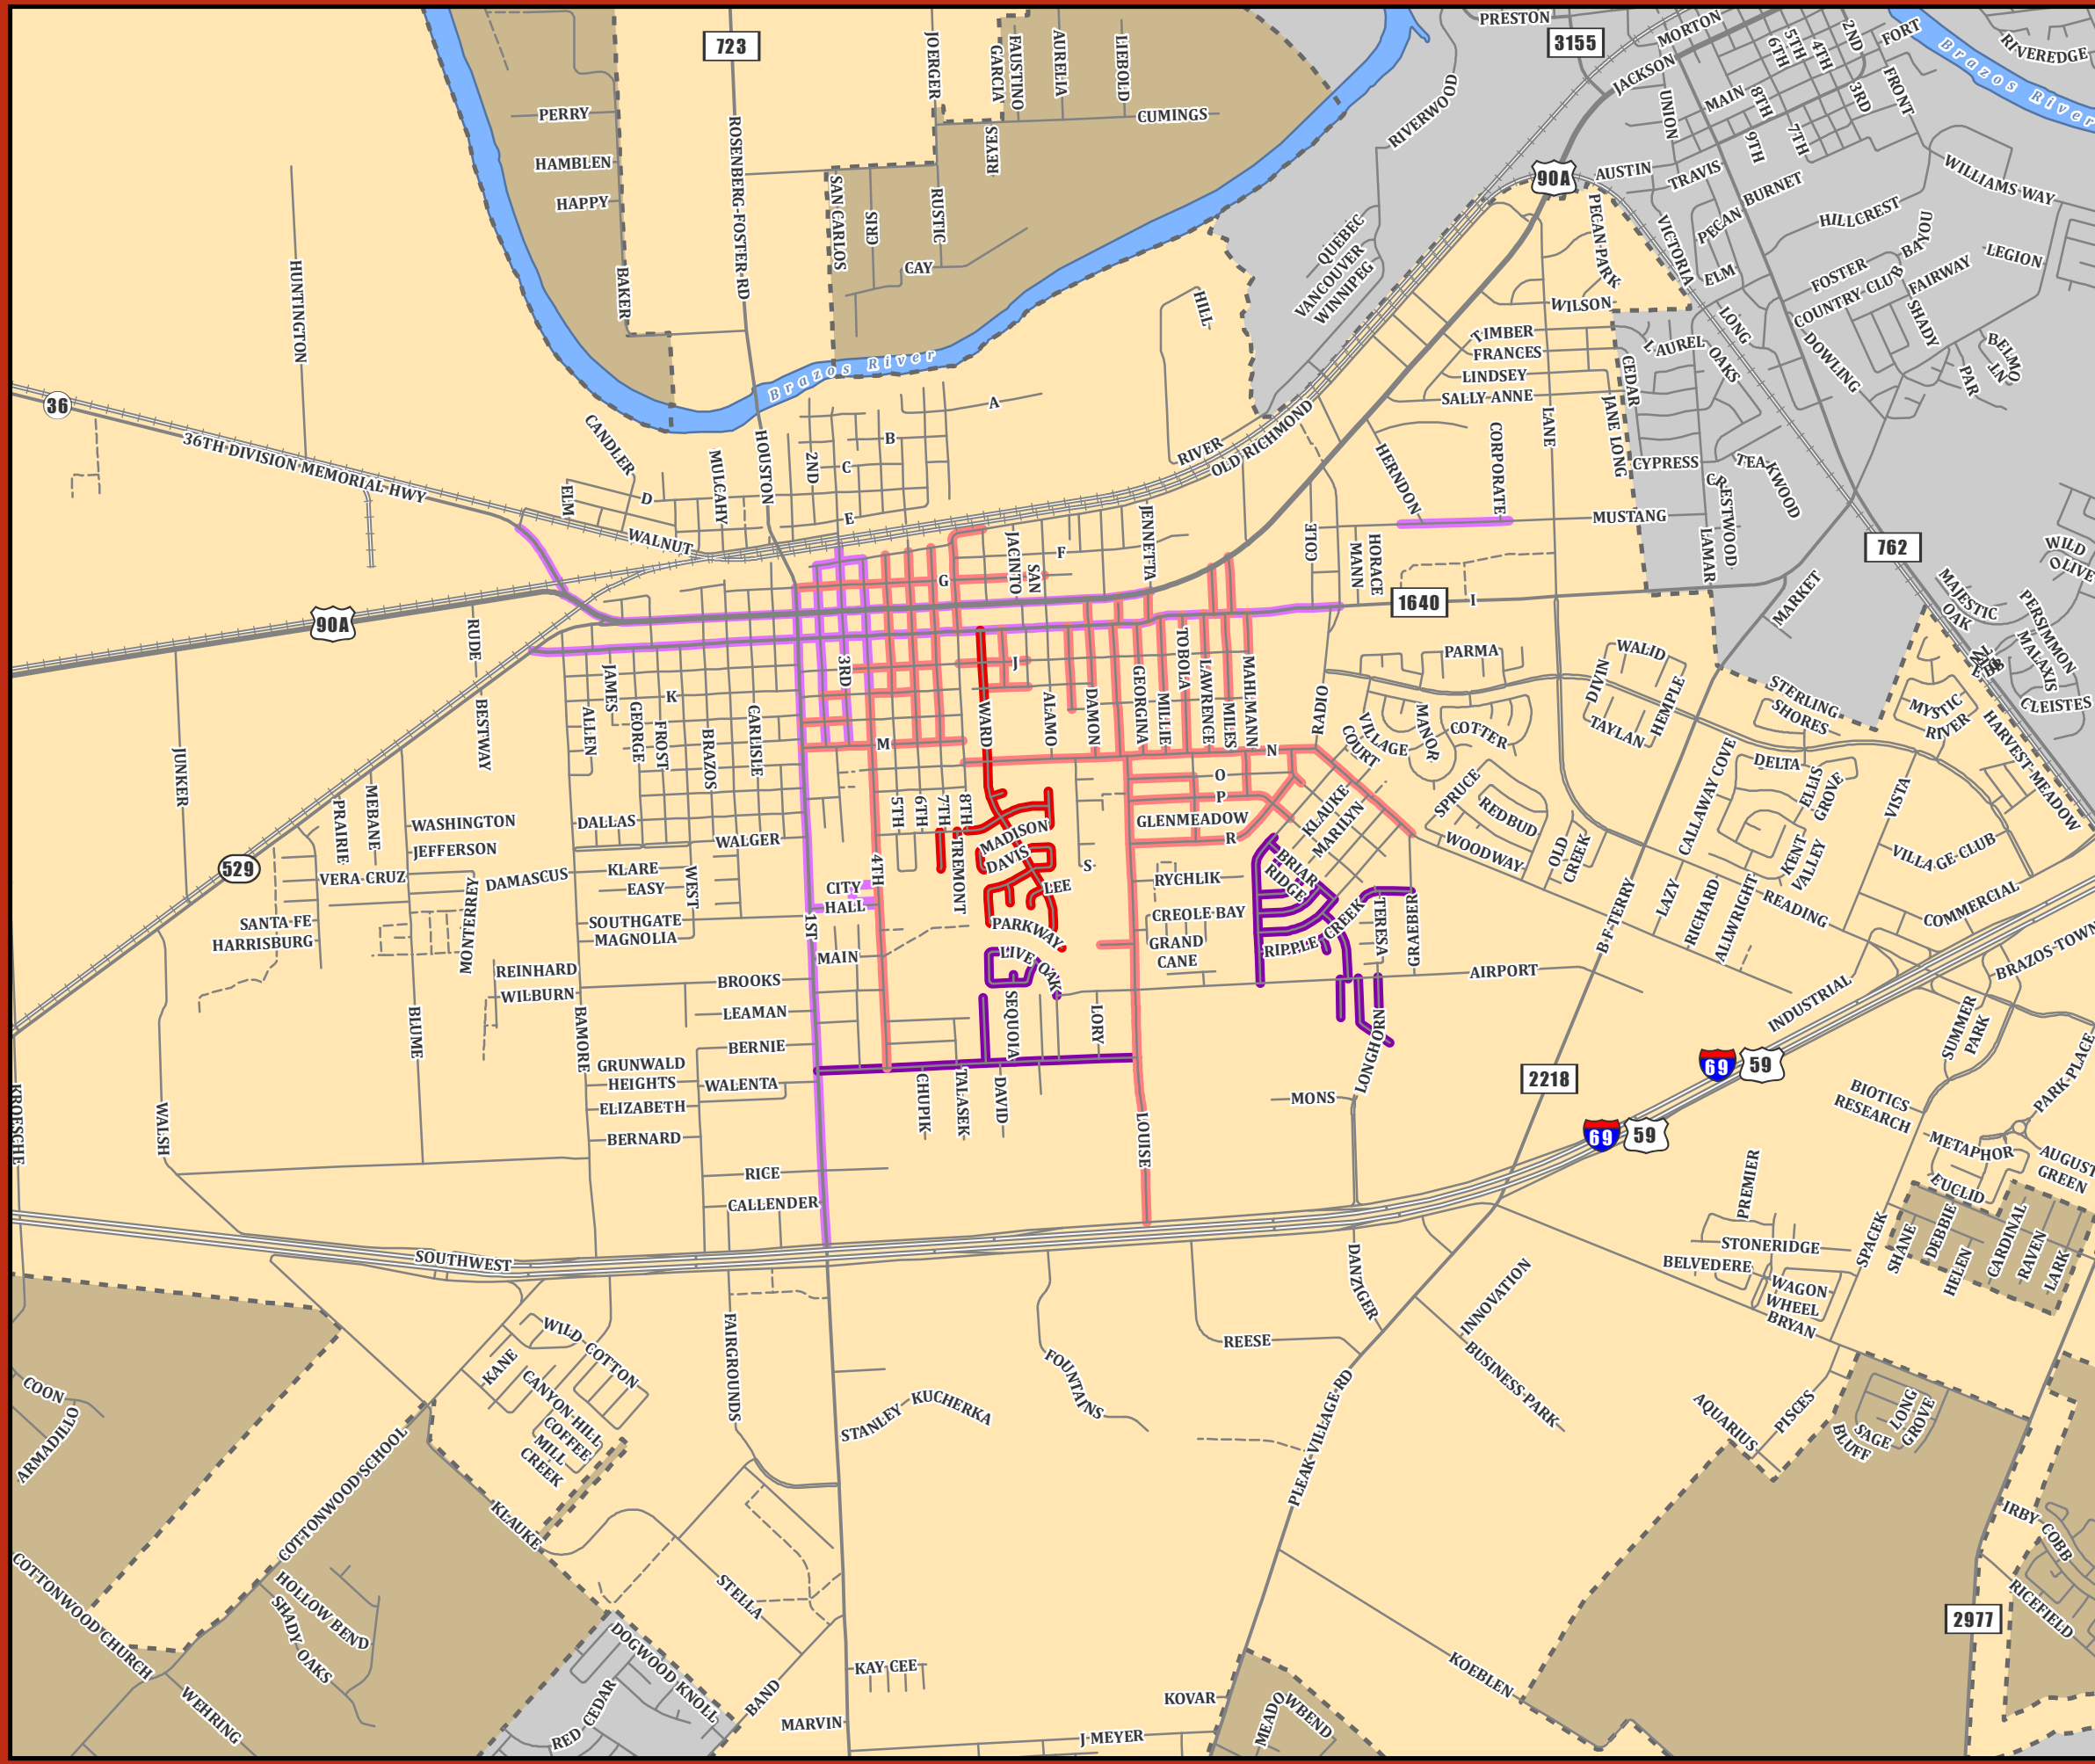 PRESTON
MORTON
2ND
FORT
RIVEREDGE
723
3155
JOERGER
GARCIA
FAUSTINO
AURELIA
LIEBOLD
JACKSON
6TH
5TH
4TH
Brazos River
PERRY
CUMINGS
RIVERWOOD
UNION
MAIN
8TH
3RD
FRONT
HAMBLEN
ROSENBERG-FOSTER RD
REYES
90A
AUSTIN
TRAVIS
9TH
7TH
WILLIAMS WAY
HAPPY
SAN CARLOS
GRIS
RUSTIC
PECAN PARK
BURNET
PECAN
HILLCREST
QUEBEC
VANCOUVER
WINNIPEG
VICTORIA
BAYOU
LEGION
HUNTINGTON
BAKER
CAY
HILL
ELM
FOSTER
COUNTRY CLUB
FAIRWAY
WILSON
LONG
SHADY
TIMBER
FRANCES
LAUREL
OAKS
DOWLING
BELMO
LN
PAR
Brazos River
LINDSEY
CEDAR
SALLY ANNE
36
A
LANE
JANE LONG
36TH DIVISION MEMORIAL HWY
CANDLER
HOUSTON
B
OLD RICHMOND
RIVER
CORPORATE
HERNDON
MULCAHY
2ND
C
CYPRESS
TEAKWOOD
CRESTWOOD
ELM
D
E
JENNETTA
MUSTANG
WALNUT
JACINTO
SAN
F
COLE
HORACE
MANN
LAMAR
762
WILD
OLIVE
G
1640
I
MARKET
MAJESTIC
OAK
PERSIMMON
MALAXIS
90A
RUDE
BESTWAY
3RD
J
TOBOLA
PARMA
WALID
DIVIN
HEMPLE
CLEISTES
JAMES
K
GEORGINA
LAWRENCE
MAHLMANN
STERLING
SHORES
MYSTIC
RIVER
HARVEST MEADOW
ALLEN
GEORGE
FROST
BRAZOS
CARLISLE
WARD
ALAMO
DAMON
MILLIE
MILES
RADIO
VILLAGE
COURT
MANOR
COTTER
TAYLAN
JUNKER
M
N
DELTA
O
P
CALLAWAY COVE
ELLIS
GROVE
VISTA
PRAIRIE
MEBANE
WASHINGTON
DALLAS
5TH
6TH
7TH
8TH
MADISON
GLENMEADOW
KLAUKE
MARILYN
SPRUCE
REDBUD
JEFFERSON
WALGER
R
WOODWAY
OLD
CREEK
KENT
VALLEY
VILLAGE CLUB
529
VERA CRUZ
DAMASCUS
KLARE
EASY
WEST
4TH
TREMONT
DAVIS
S
LEE
RYCHLIK
BRIAR
RIDGE
B F TERRY
LAZY
RICHARD
ALLWRIGHT
READING
COMMERCIAL
CITY
HALL
SANTA FE
HARRISBURG
MONTERREY
SOUTHGATE
MAGNOLIA
1ST
PARKWAY
CREOLE BAY
GRAND
CANE
RIPPLE CREEK
TERESA
GRAEBER
BRAZOS TOWN
MAIN
LIVE OAK
REINHARD
WILBURN
BROOKS
AIRPORT
INDUSTRIAL
BLUME
BAMORE
LEAMAN
SEQUOIA
LORY
SUMMER
PARK
BERNIE
GRUNWALD
HEIGHTS
WALENTA
LONGHORN
69
59
KROESCHE
WALSH
ELIZABETH
CHUPIK
TALASEK
DAVID
MONS
2218
BIOTICS
RESEARCH
PARK PLACE
BERNARD
LOUISE
69
59
METAPHOR
AUGUST
GREEN
RICE
CALLENDER
PREMIER
EUCLID
SOUTHWEST
STONERIDGE
BELVEDERE
SPACEK
SHANE
DEBBIE
HELEN
CARDINAL
RAVEN
LARK
DANZIGER
WAGON
WHEEL
BRYAN
WILD COTTON
INNOVATION
COON
KANE
FAIRGROUNDS
REESE
BUSINESS PARK
ARMADILLO
CANYON HILL
COFFEE
MILL
CREEK
STANLEY
KUCHERKA
FOUNTAINS
AQUARIUS
PISCES
LONG
GROVE
SAGE
BLUFF
COTTONWOOD SCHOOL
PLEAK VILLAGE RD
KLAUKE
IRBY COBB
COTTONWOOD CHURCH
HOLLOW BEND
SHADY OAKS
STELLA
RICEFIELD
2977
DOGWOOD KNOLL
KAY CEE
KOEBLEN
WEHRING
RED CEDAR
BAND
MARVIN
KOVAR
J MEYER
MEADOWBEND